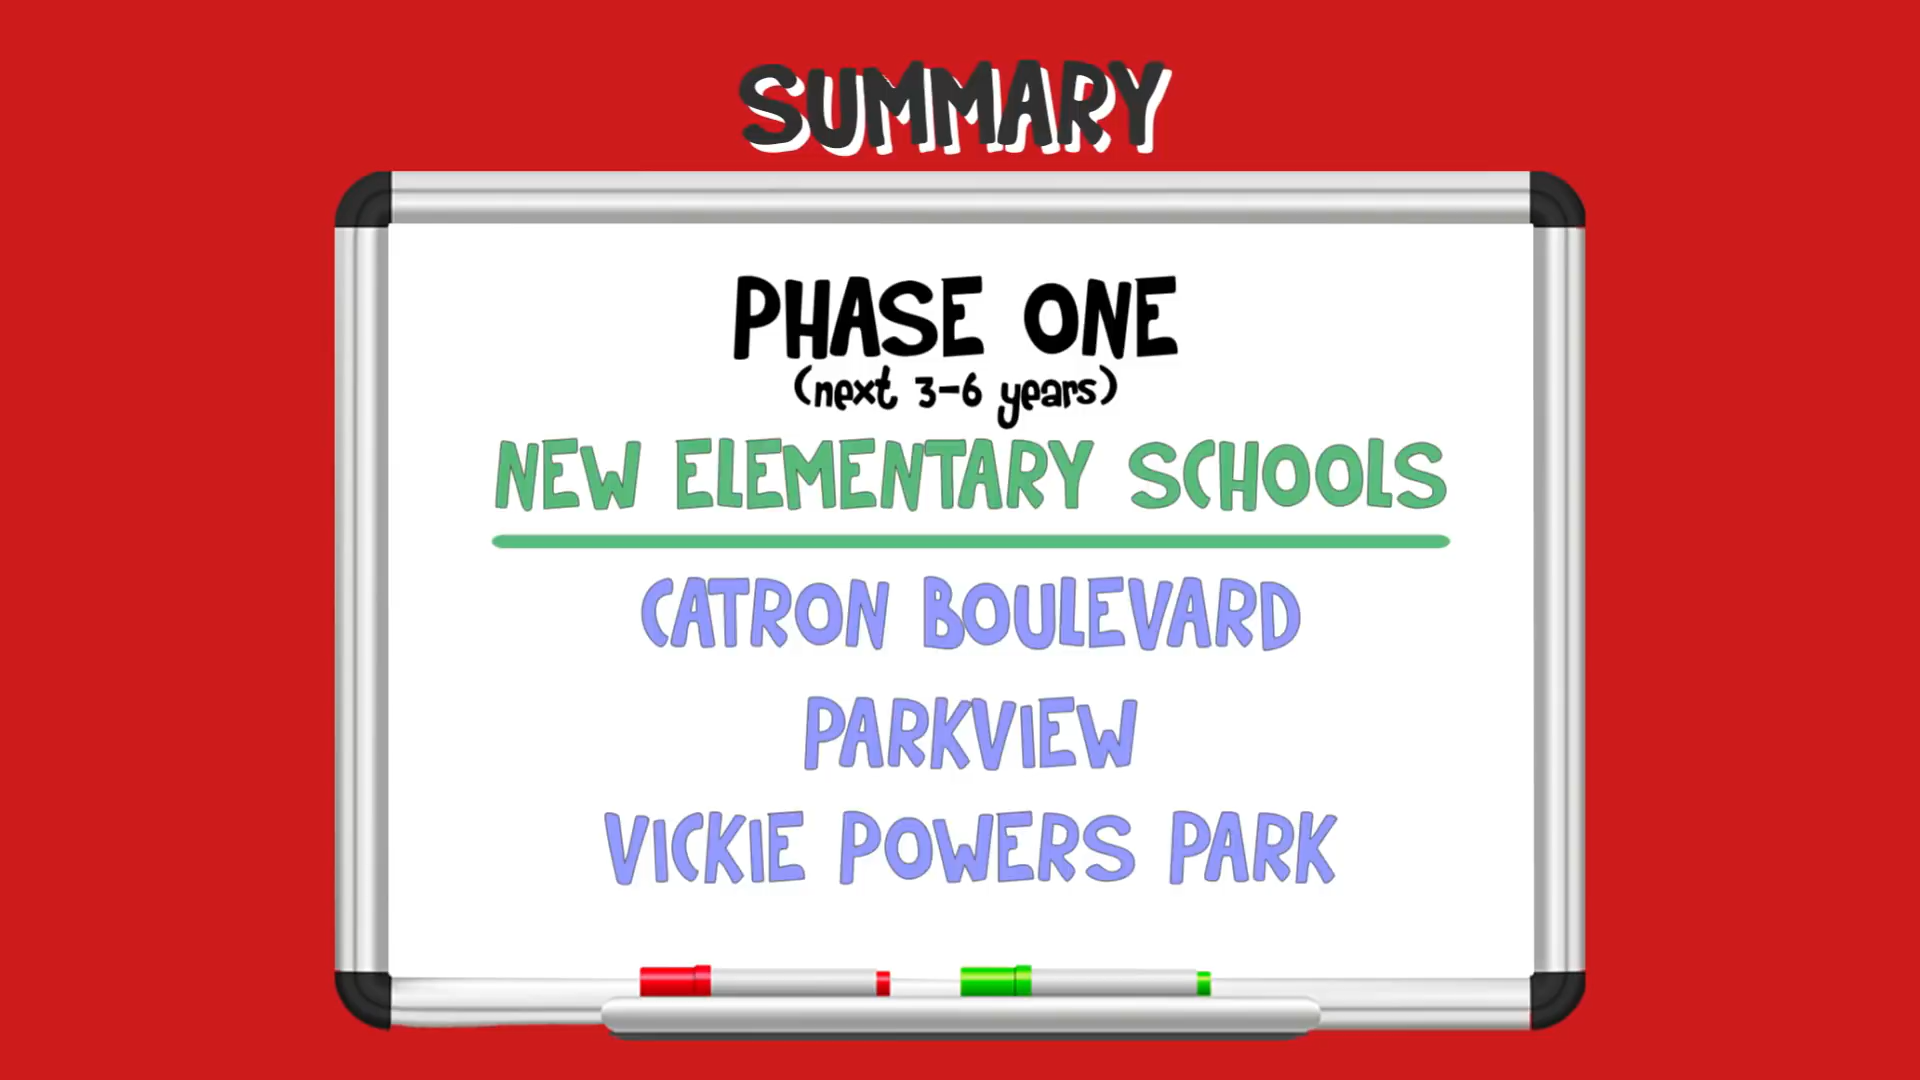 SUMMARY
PHASE ONE
(next 3-6 years)
NEW ELEMENTARY SCHOOLS
CATRON BOULEVARD
PARKVIEW
VICKIE POWERS PARK